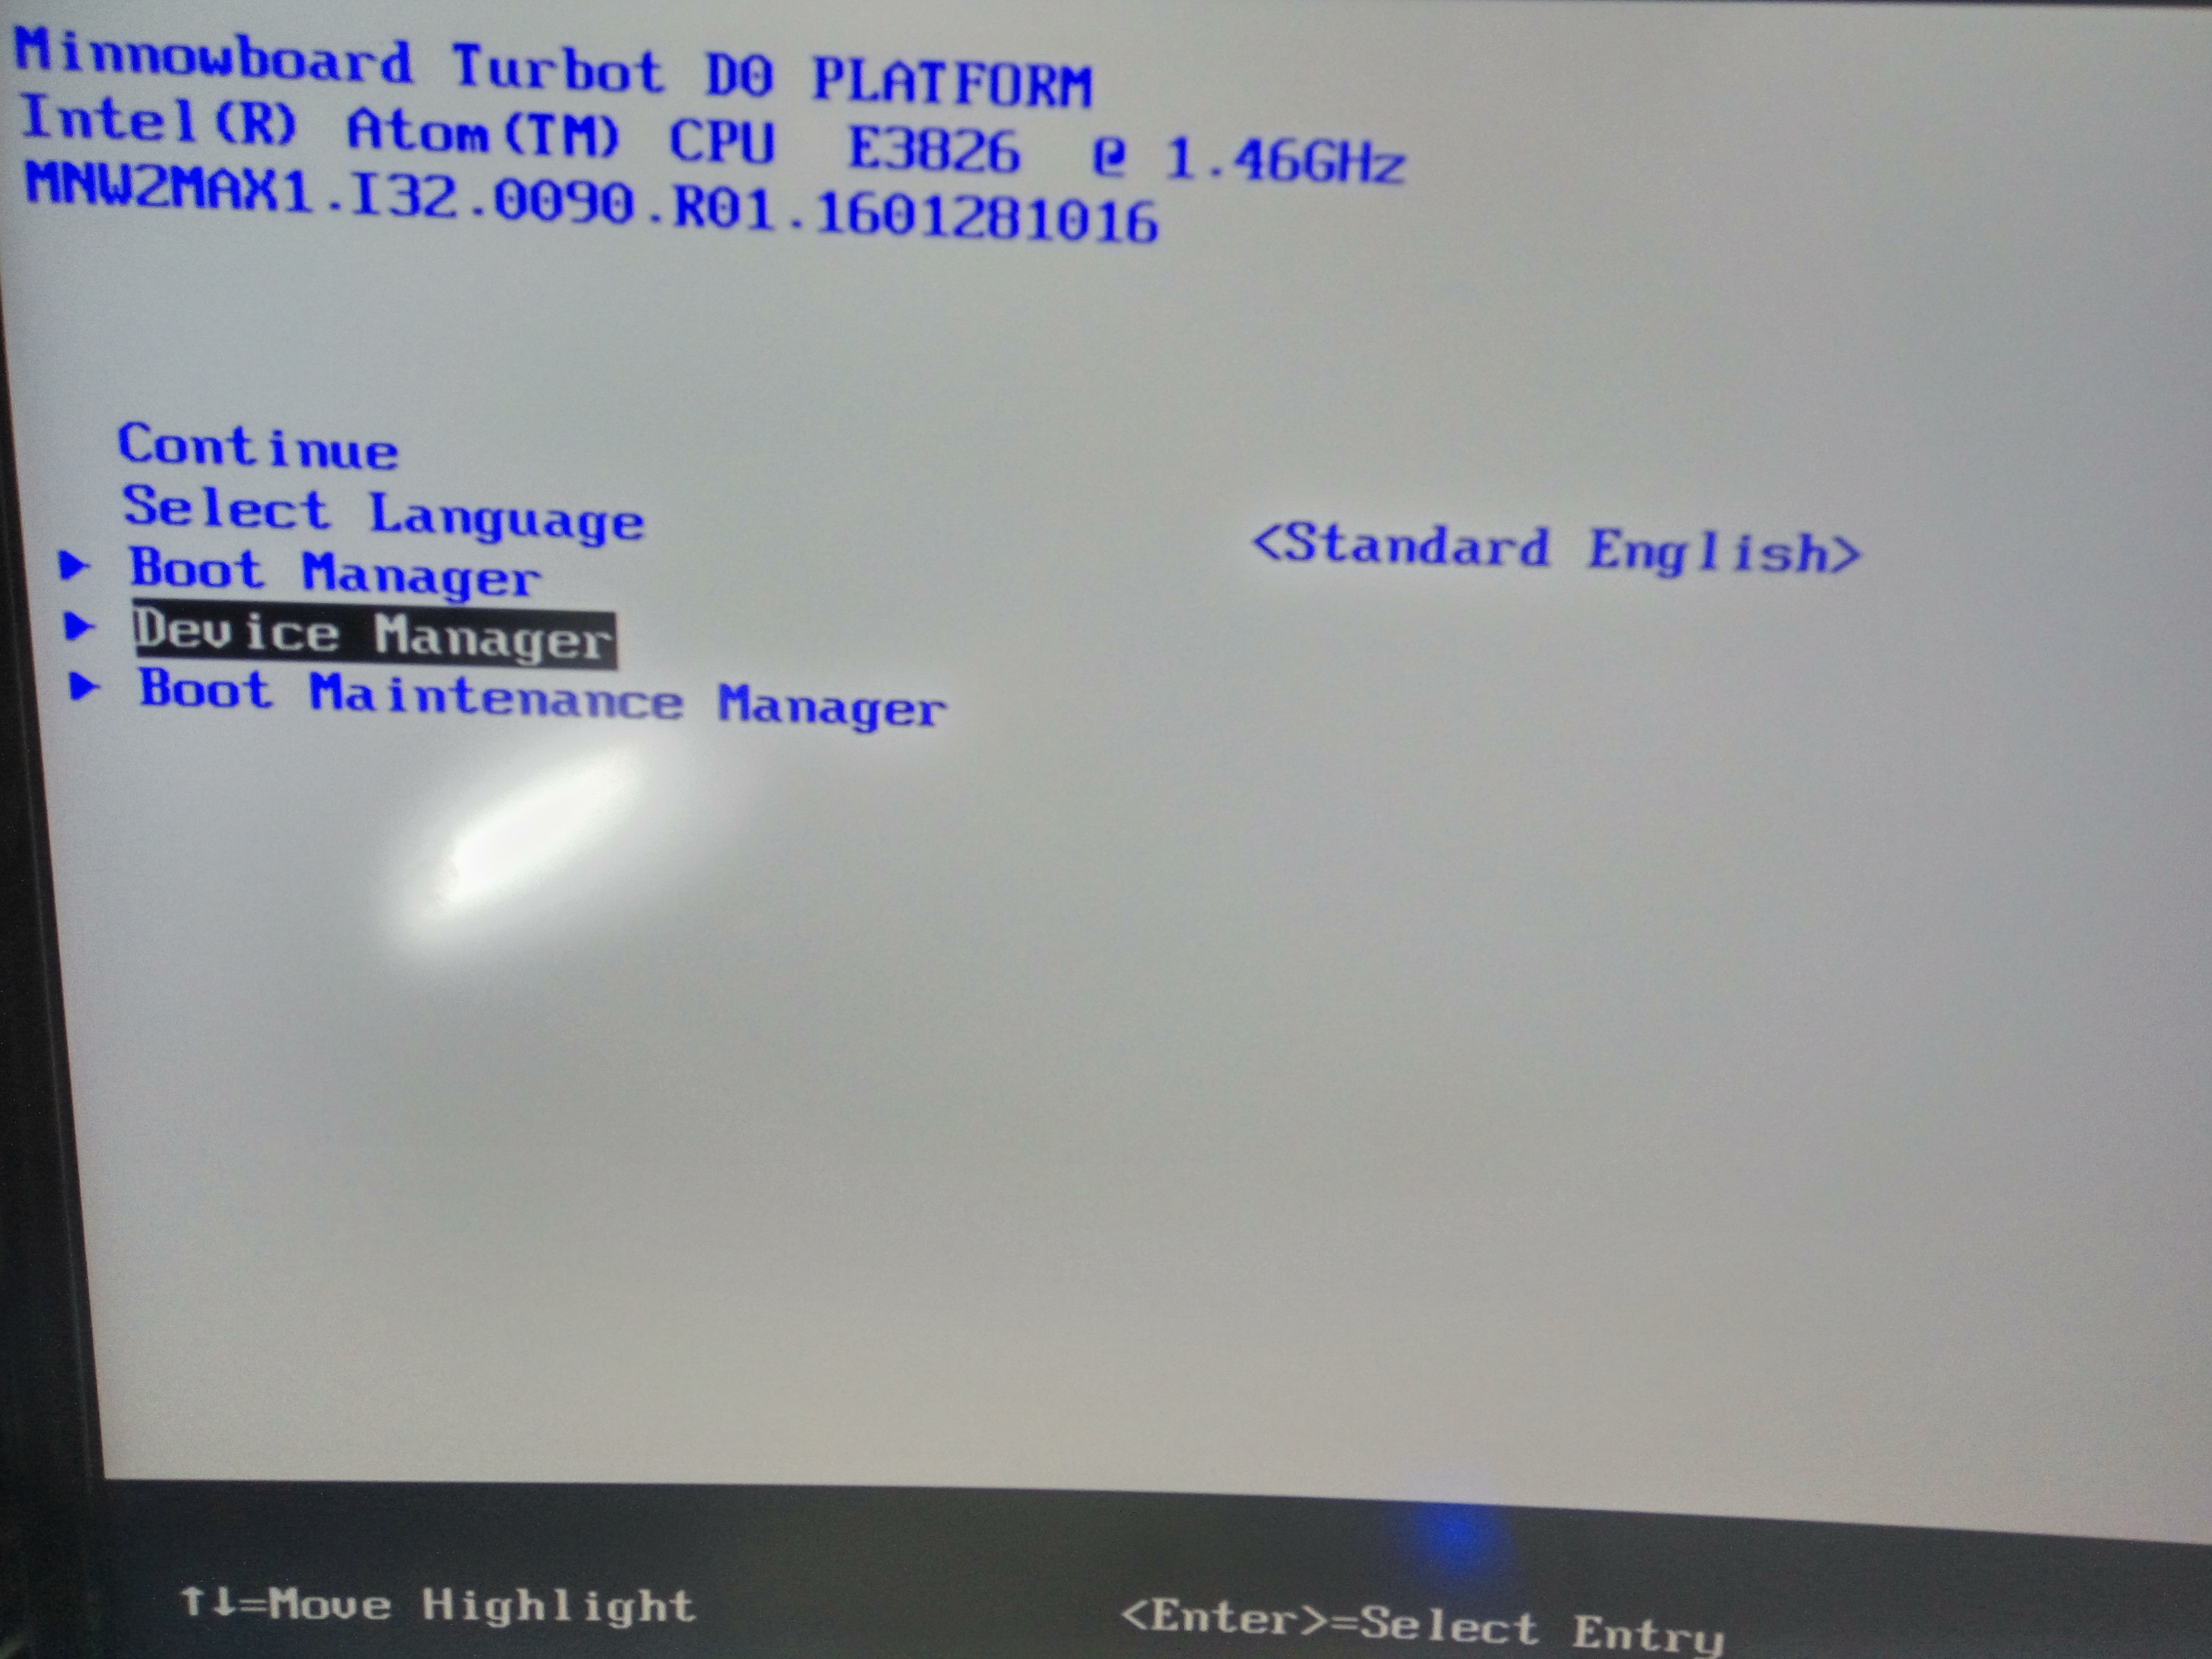 Minnowboard Turbot D0 PLATFORM
Intel(R) Atom(TM) CPU E3826 @ 1.46GHz
MNW2MAX1.I32.0090.R01.1601281016
Continue
Select Language <Standard English>
► Boot Manager
► Device Manager
► Boot Maintenance Manager
↑↓=Move Highlight <Enter>=Select Entry